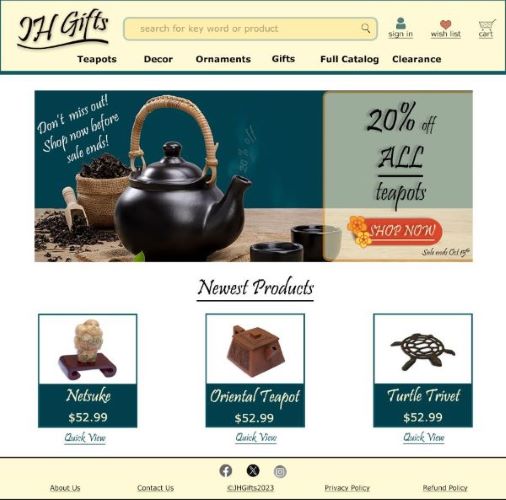 JH Gifts
search for key word or product
sign in
wish list
cart
Teapots Decor Ornaments Gifts Full Catalog Clearance
Don't miss out!
Shop now before
sale ends!
20% off
ALL
teapots
SHOP NOW
Sale ends Oct 15th
Newest Products
Netsuke
$52.99
Quick View
Oriental Teapot
$52.99
Quick View
Turtle Trivet
$52.99
Quick View
About Us Contact Us ©JHGifts2023 Privacy Policy Refund Policy